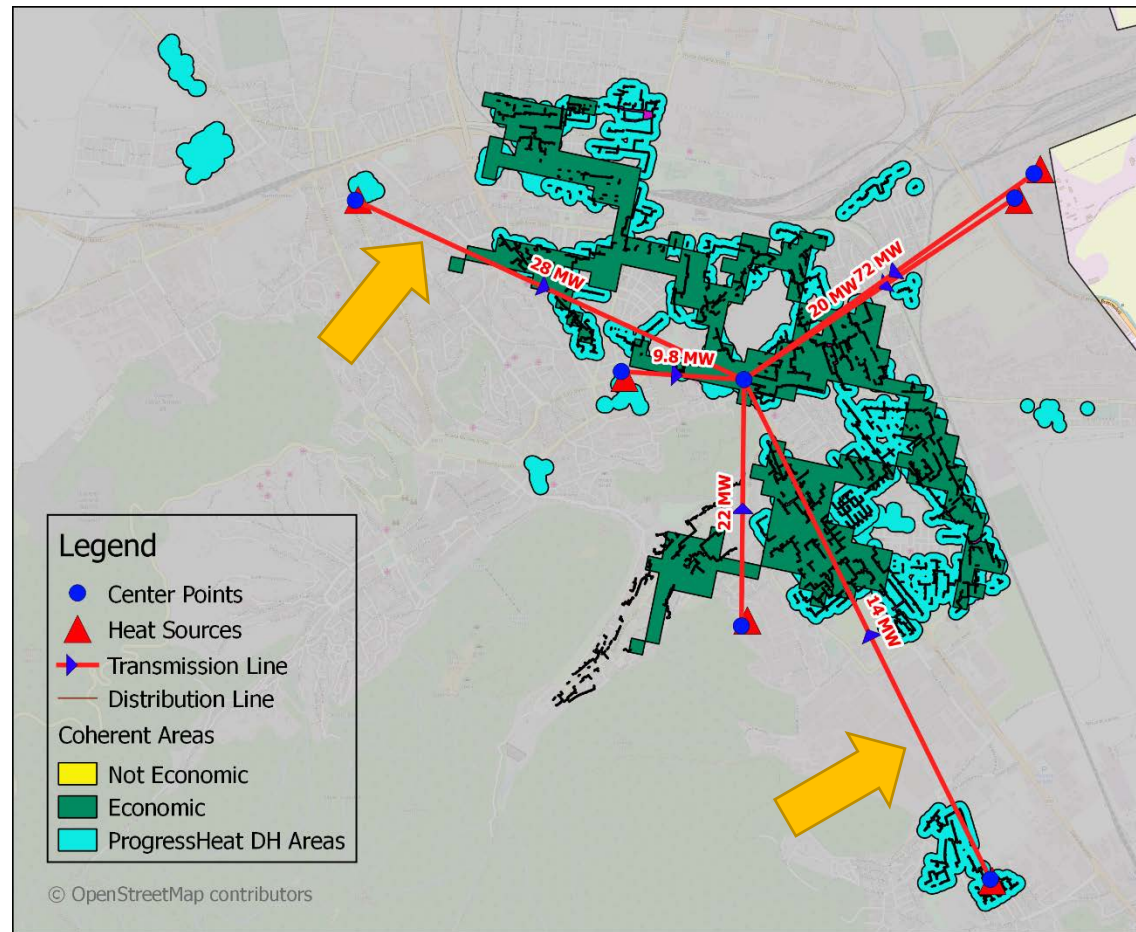 28 MW
72 MW
20 MW
9.8 MW
22 MW
14 MW
Legend
Center Points
Heat Sources
Transmission Line
Distribution Line
Coherent Areas
Not Economic
Economic
ProgressHeat DH Areas
© OpenStreetMap contributors